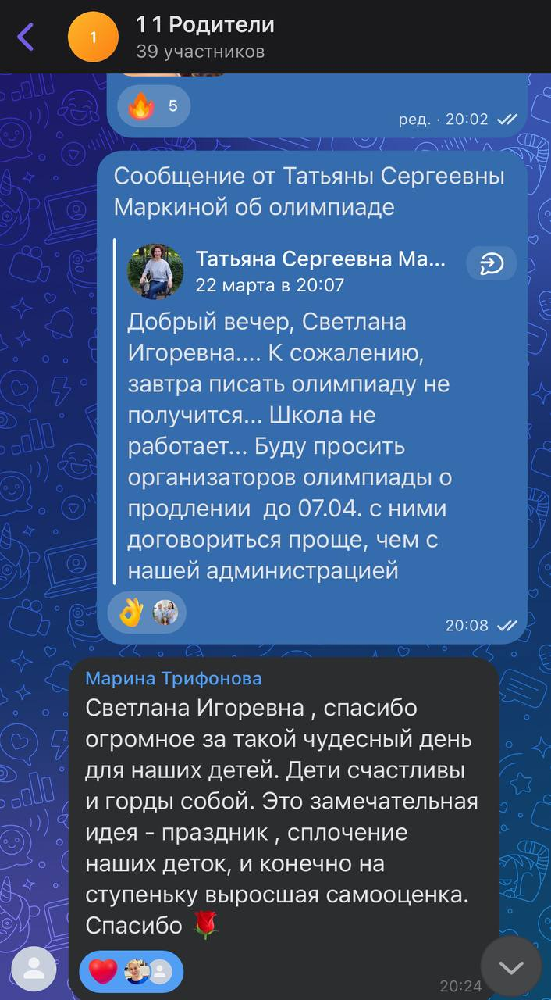 1 1 Родители
1
39 участников
5
ред. · 20:02
Сообщение от Татьяны Сергеевны
Маркиной об олимпиаде
Татьяна Сергеевна Ма...
22 марта в 20:07
Добрый вечер, Светлана
Игоревна.... К сожалению,
завтра писать олимпиаду не
получится... Школа не
работает... Буду просить
организаторов олимпиады о
продлении  до 07.04. с ними
договориться проще, чем с
нашей администрацией
20:08
Марина Трифонова
Светлана Игоревна , спасибо
огромное за такой чудесный день
для наших детей. Дети счастливы
и горды собой. Это замечательная
идея - праздник , сплочение
наших деток, и конечно на
ступеньку выросшая самооценка.
Спасибо 🌹
20:24